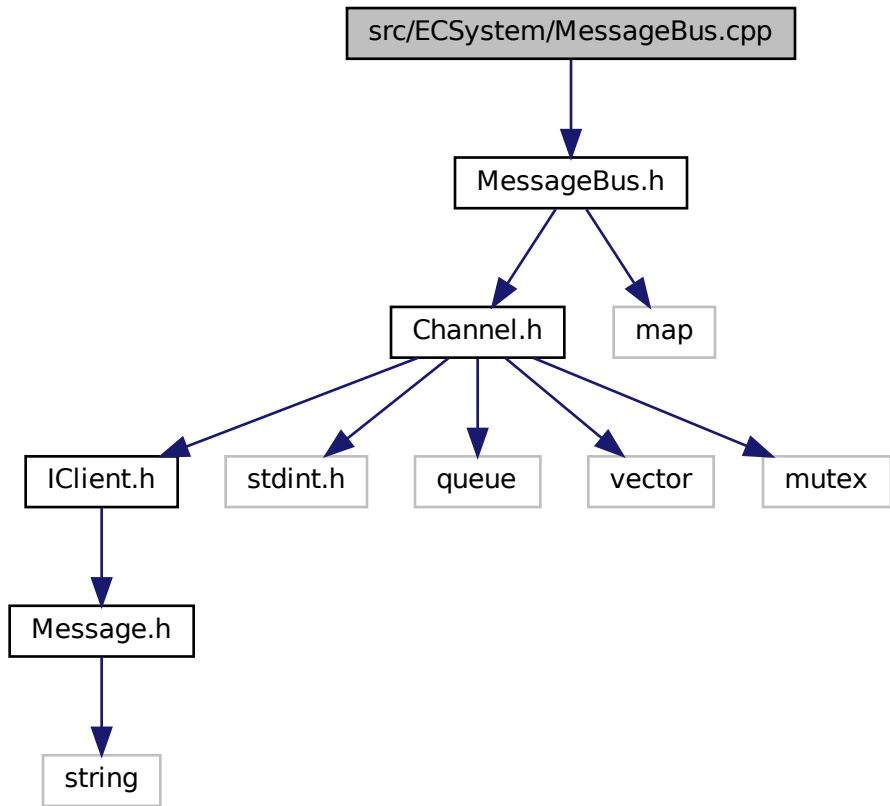 src/ECSystem/MessageBus.cpp
MessageBus.h
Channel.h
map
IClient.h
stdint.h
queue
vector
mutex
Message.h
string